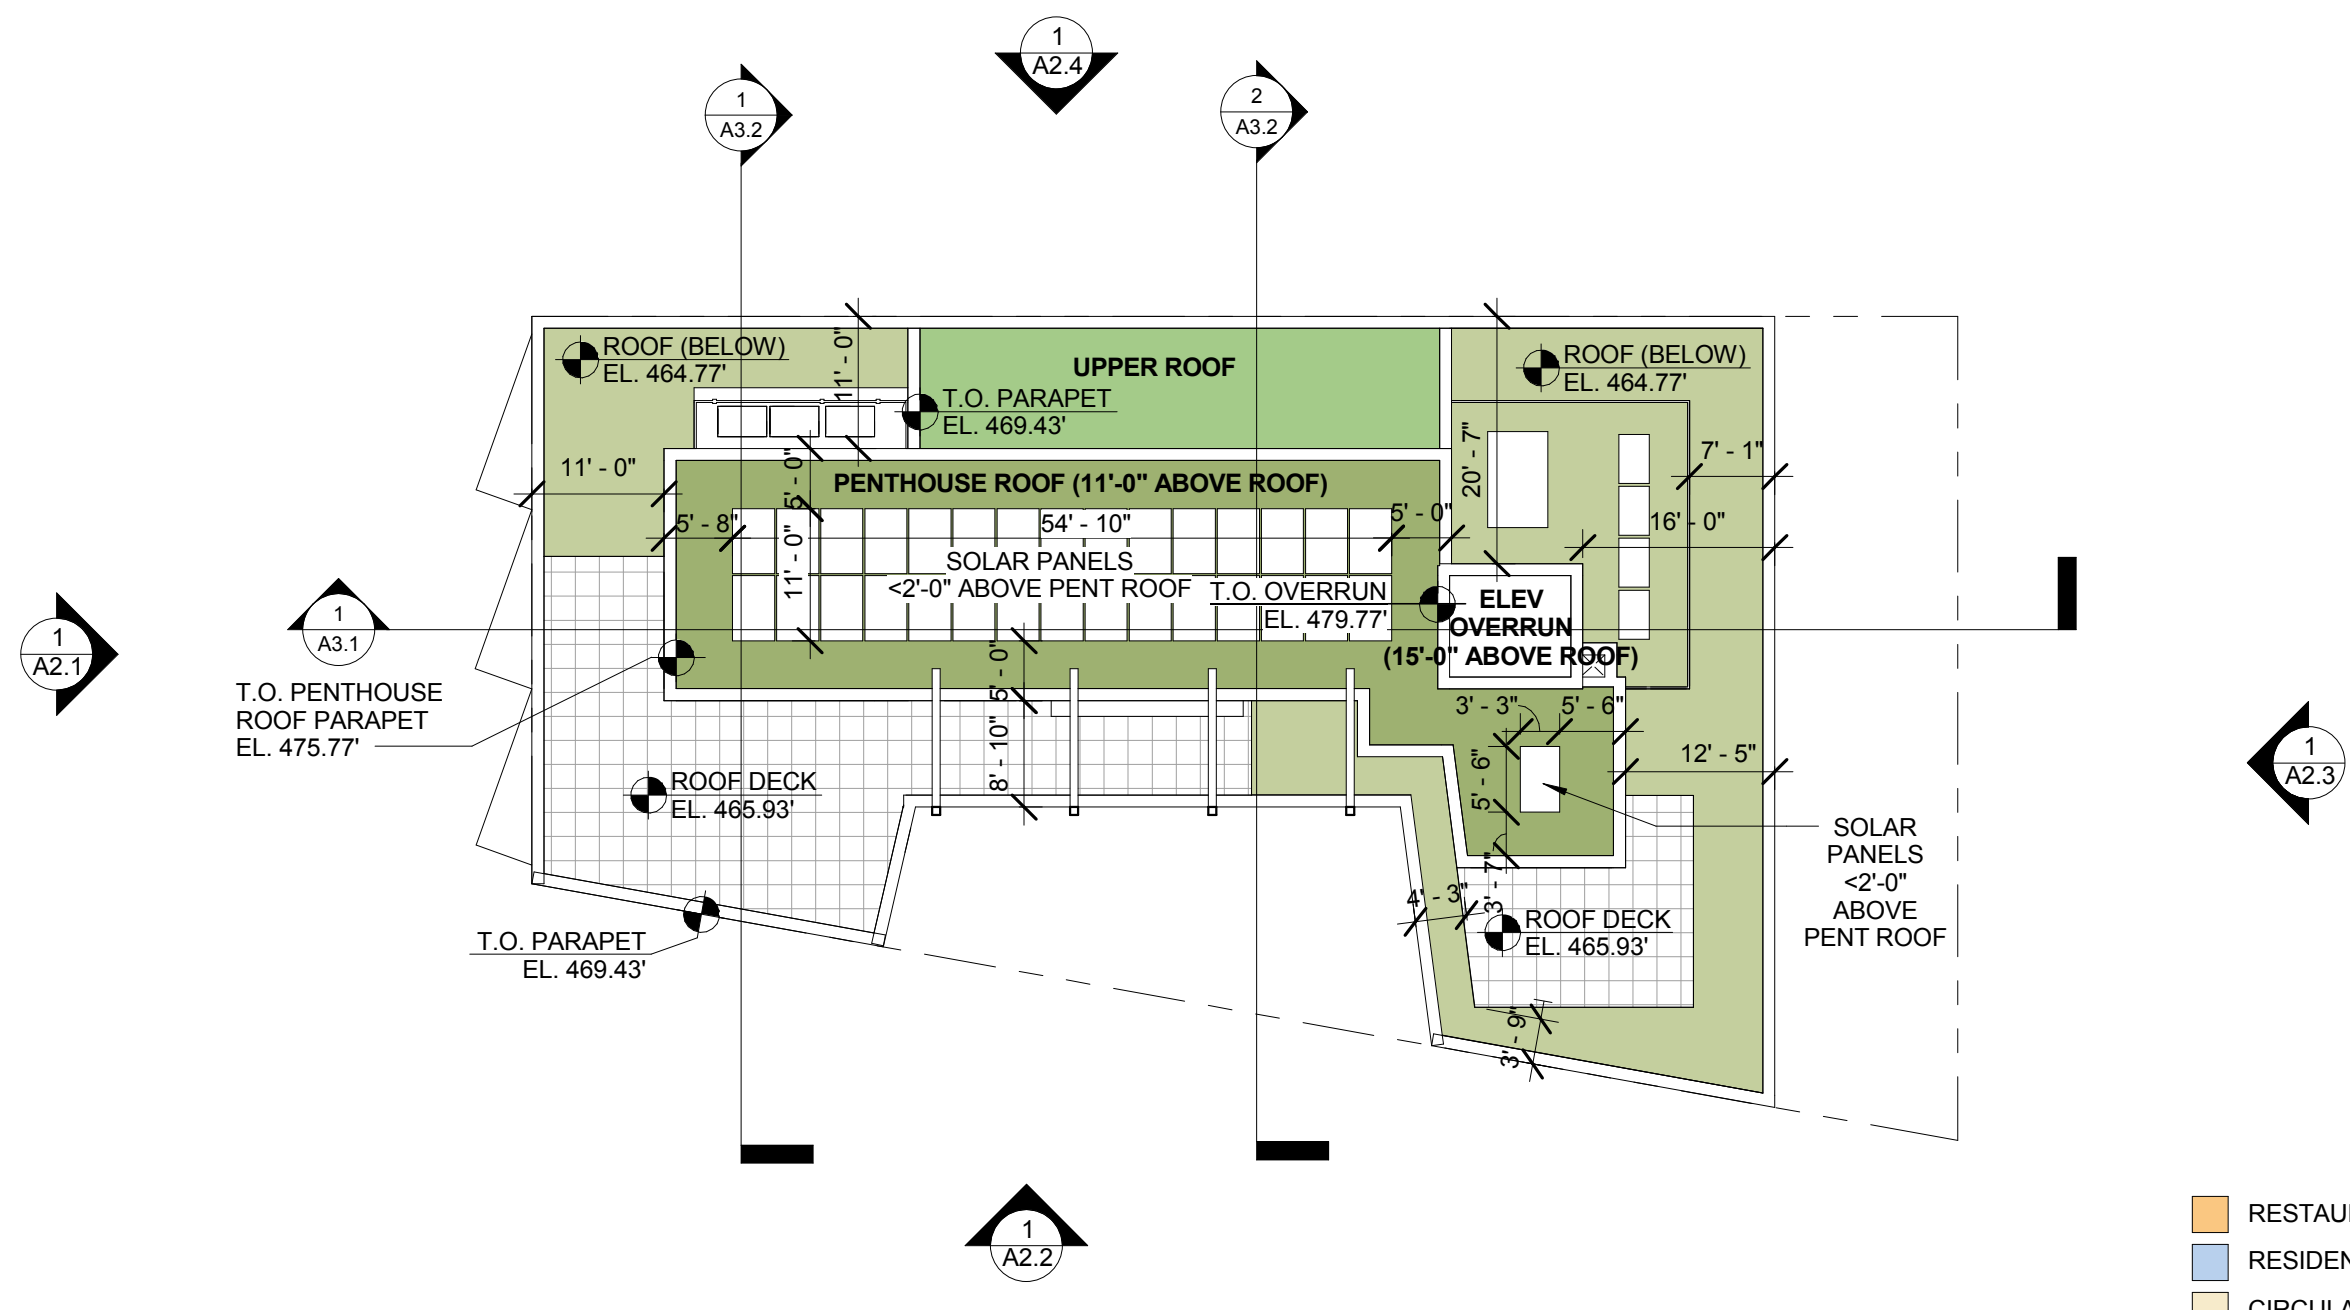 1
A2.4
1
A3.2
2
A3.2
ROOF (BELOW)
EL. 464.77'
11' - 0"
UPPER ROOF
T.O. PARAPET
EL. 469.43'
ROOF (BELOW)
EL. 464.77'
20' - 7"
7' - 1"
11' - 0"
5' - 0"
PENTHOUSE ROOF (11'-0" ABOVE ROOF)
5' - 8"
54' - 10"
5' - 0"
16' - 0"
11' - 0"
SOLAR PANELS
<2'-0" ABOVE PENT ROOF
T.O. OVERRUN
EL. 479.77'
ELEV
OVERRUN
(15'-0" ABOVE ROOF)
1
A3.1
1
A2.1
T.O. PENTHOUSE
ROOF PARAPET
EL. 475.77'
5' - 0"
8' - 10"
3' - 3"
5' - 6"
5' - 6"
12' - 5"
1
A2.3
ROOF DECK
EL. 465.93'
SOLAR
PANELS
<2'-0"
ABOVE
PENT ROOF
3' - 7"
4' - 3"
ROOF DECK
EL. 465.93'
T.O. PARAPET
EL. 469.43'
3' - 9"
1
A2.2
RESTAU
RESIDEN
CIRCULA